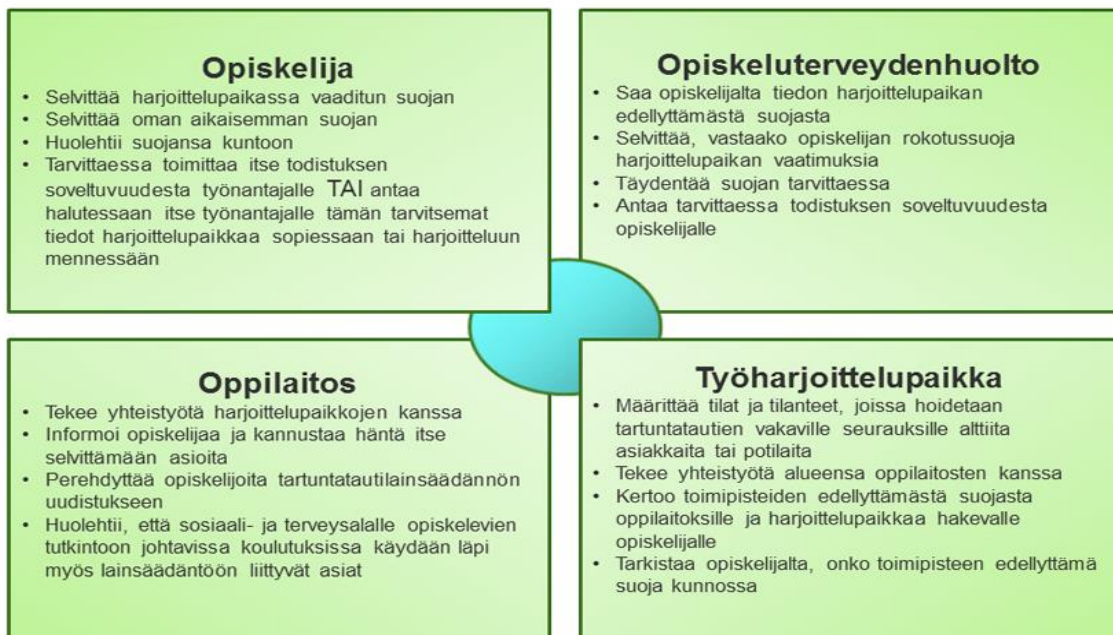 Opiskelija
• Selvittää harjoittelupaikassa vaaditun suojan
• Selvittää oman aikaisemman suojan
• Huolehtii suojansa kuntoon
• Tarvittaessa toimittaa itse todistuksen
soveltuvuudesta työnantajalle TAI antaa
halutessaan itse työnantajalle tämän tarvitsemat
tiedot harjoittelupaikkaa sopiessaan tai harjoitteluun
mennessään
Opiskeluterveydenhuolto
• Saa opiskelijalta tiedon harjoittelupaikan
edellyttämästä suojasta
• Selvittää, vastaako opiskelijan rokotussuoja
harjoittelupaikan vaatimuksia
• Täydentää suojan tarvittaessa
• Antaa tarvittaessa todistuksen soveltuvuudesta
opiskelijalle
Oppilaitos
• Tekee yhteistyötä harjoittelupaikkojen kanssa
• Informoi opiskelijaa ja kannustaa häntä itse
selvittämään asioita
• Perehdyttää opiskelijoita tartuntatautilainsäädännön
uudistukseen
• Huolehtii, että sosiaali- ja terveysalalle opiskelevien
tutkintoon johtavissa koulutuksissa käydään läpi
myös lainsäädäntöön liittyvät asiat
Työharjoittelupaikka
• Määrittää tilat ja tilanteet, joissa hoidetaan
tartuntatautien vakaville seurauksille alttiita
asiakkaita tai potilaita
• Tekee yhteistyötä alueensa oppilaitosten kanssa
• Kertoo toimipisteiden edellyttämästä suojasta
oppilaitoksille ja harjoittelupaikkaa hakevalle
opiskelijalle
• Tarkistaa opiskelijalta, onko toimipisteen edellyttämä
suoja kunnossa